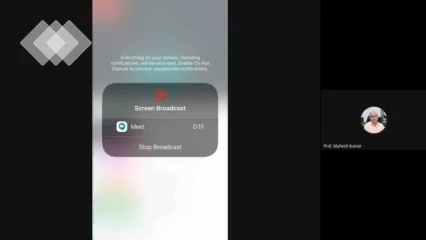 Everything on your screen, including
notifications, will be recorded. Enable Do Not
Disturb to prevent unexpected notifications.
Screen Broadcast
Meet 0:11
Stop Broadcast
Prof. Mahesh Kumar